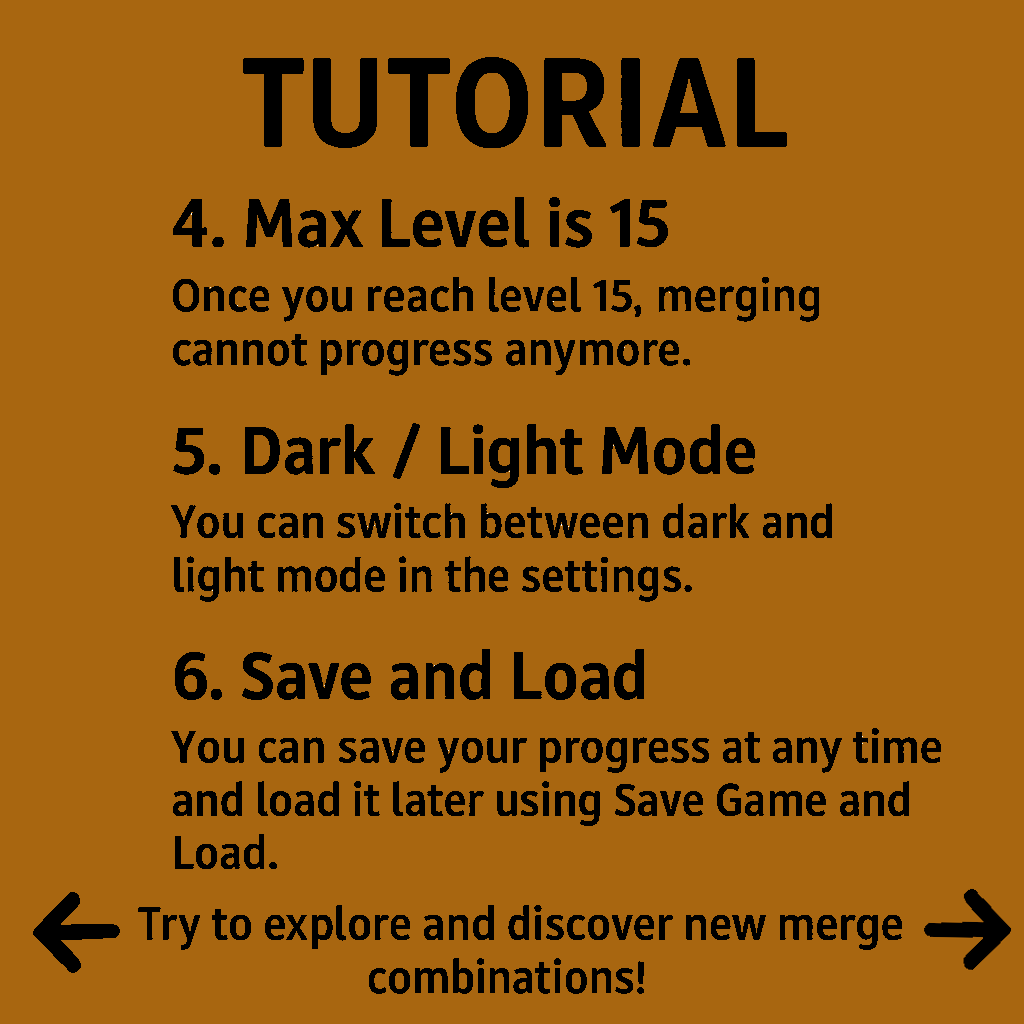 TUTORIAL
4. Max Level is 15
Once you reach level 15, merging
cannot progress anymore.
5. Dark / Light Mode
You can switch between dark and
light mode in the settings.
6. Save and Load
You can save your progress at any time
and load it later using Save Game and
Load.
Try to explore and discover new merge
combinations!